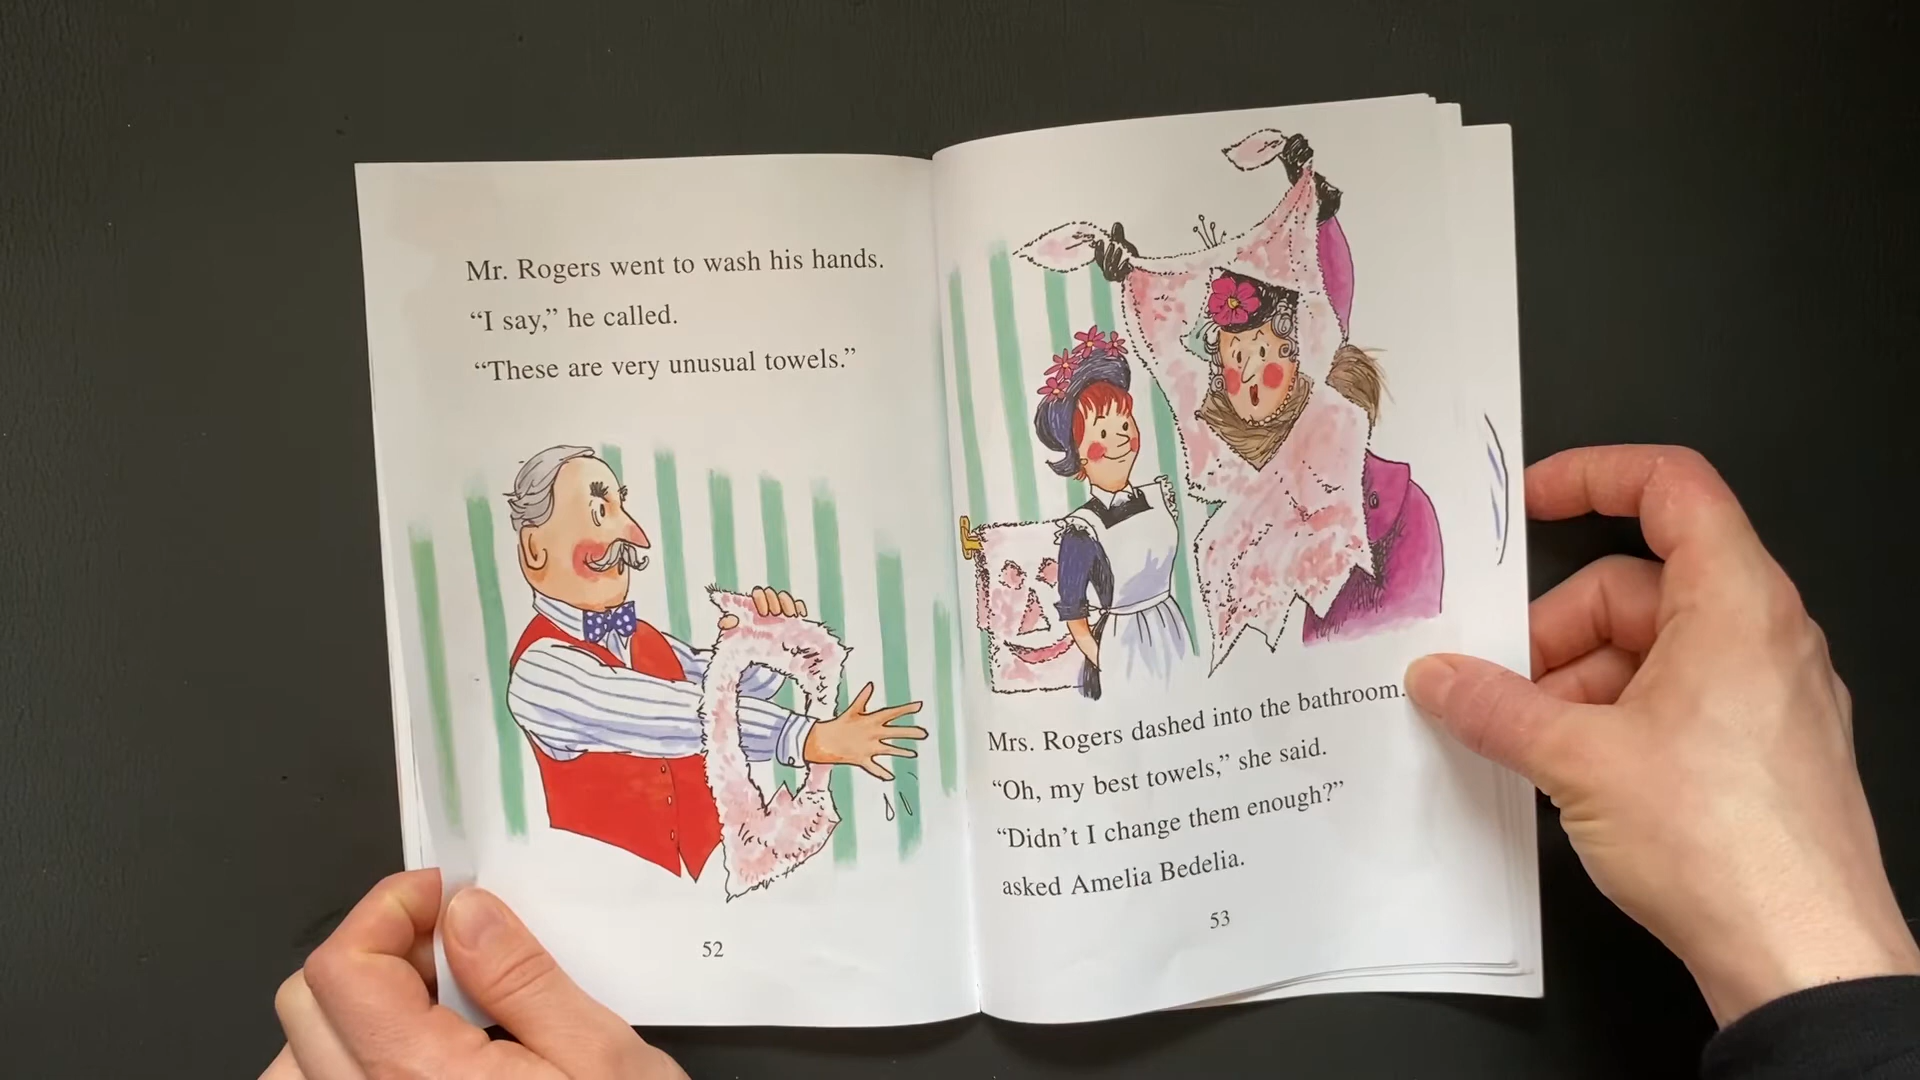 Mr. Rogers went to wash his hands.
“I say,” he called.
“These are very unusual towels.”
52
Mrs. Rogers dashed into the bathroom.
“Oh, my best towels,” she said.
“Didn’t I change them enough?”
asked Amelia Bedelia.
53